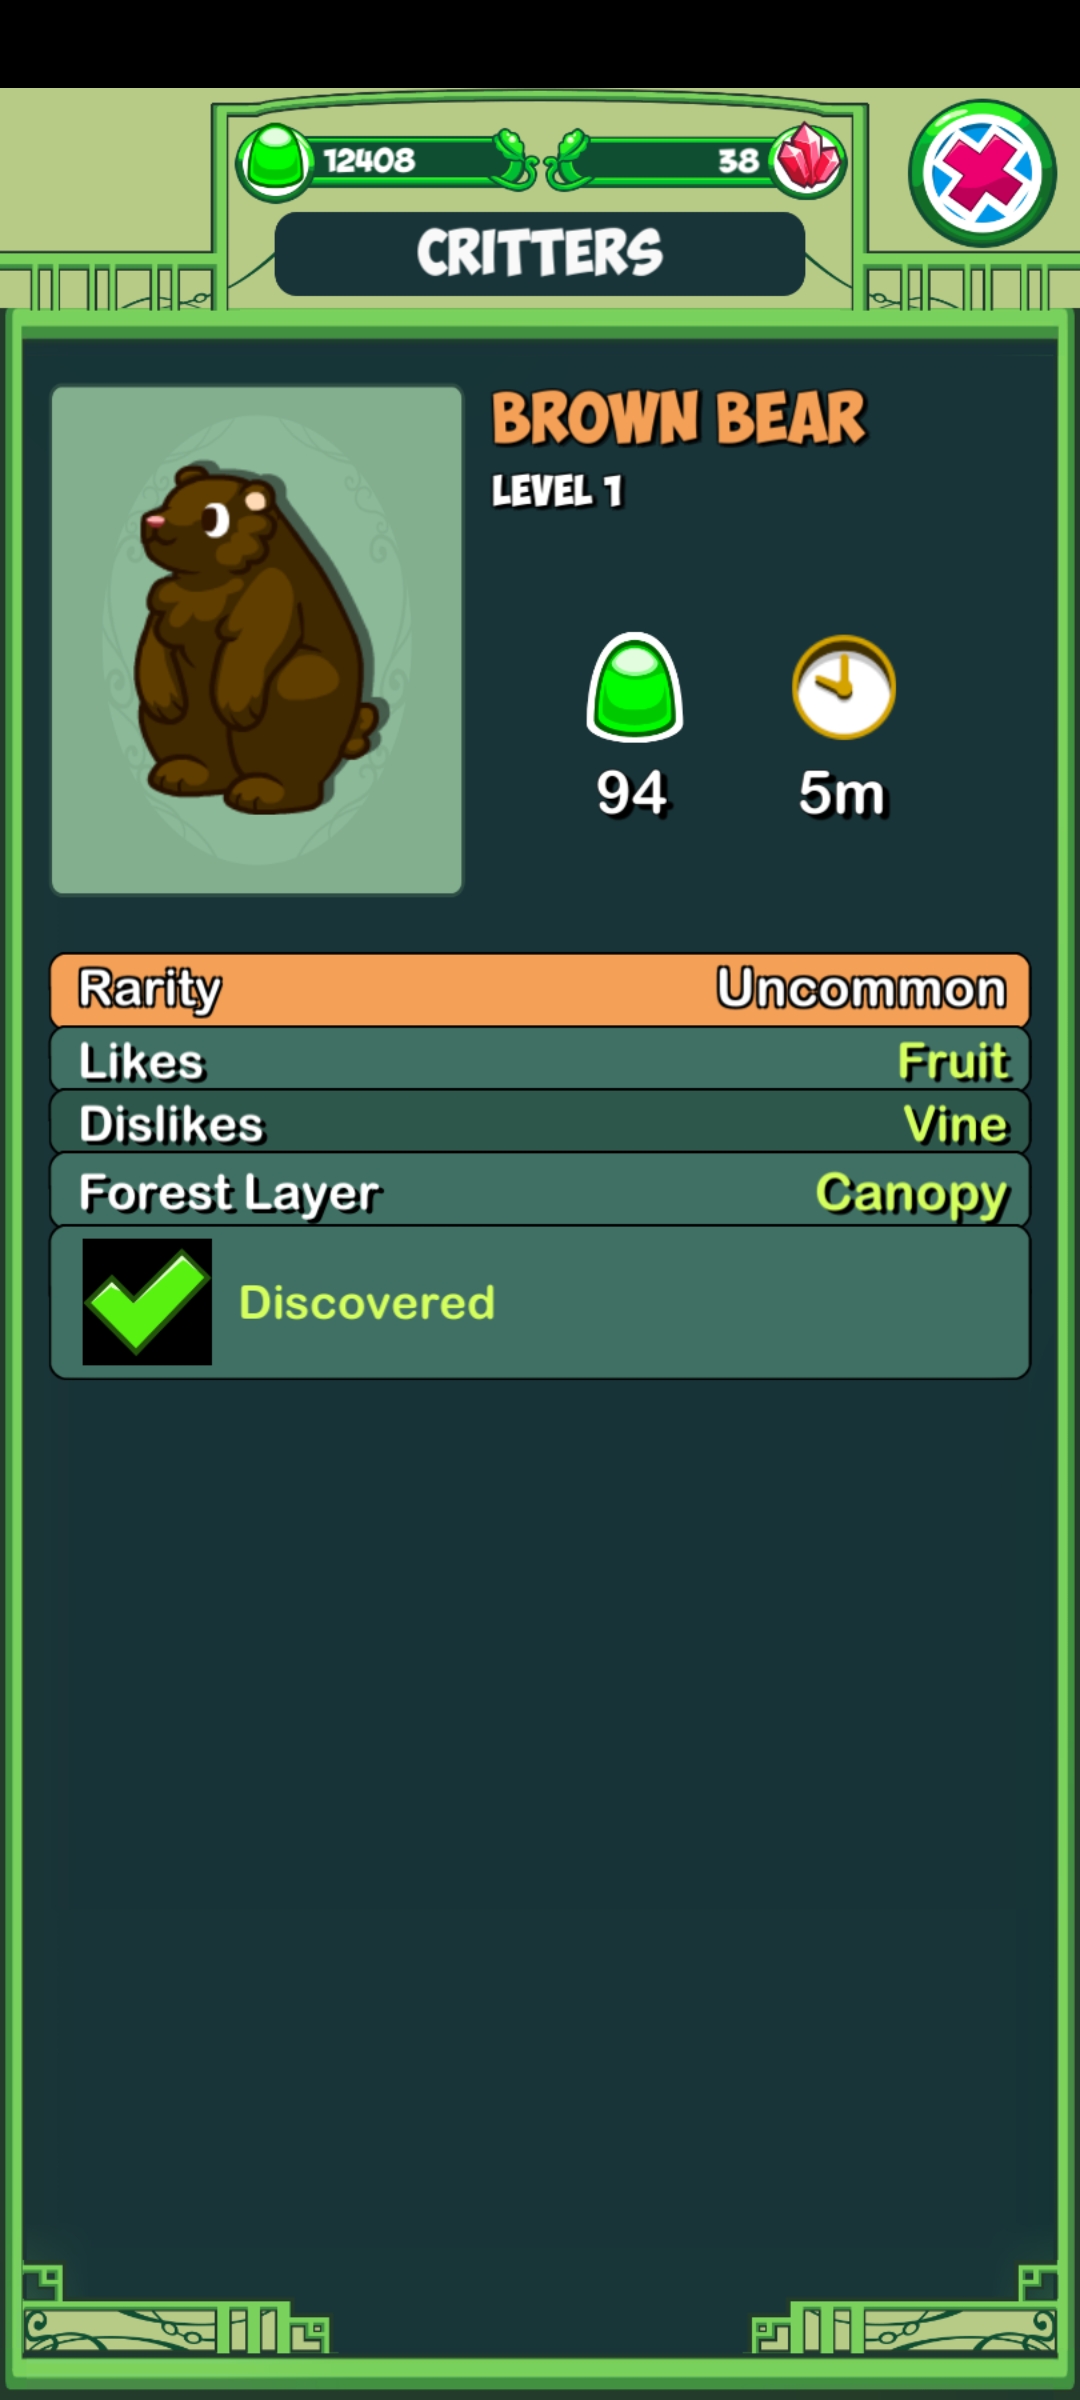 12408 38
CRITTERS
BROWN BEAR
LEVEL 1
94 5m
Rarity Uncommon
Likes Fruit
Dislikes Vine
Forest Layer Canopy
Discovered